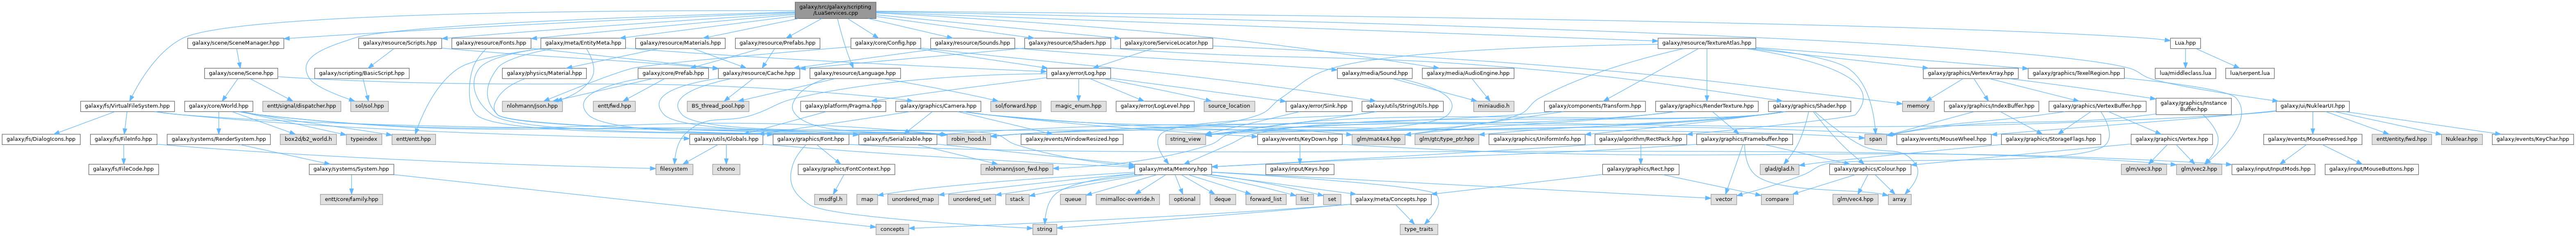 galaxy/src/galaxy/scripting
/LuaServices.cpp
galaxy/scene/SceneManager.hpp
galaxy/resource/Scripts.hpp
galaxy/resource/Fonts.hpp
galaxy/meta/EntityMeta.hpp
galaxy/resource/Materials.hpp
galaxy/resource/Prefabs.hpp
galaxy/core/Config.hpp
galaxy/resource/Sounds.hpp
galaxy/resource/Shaders.hpp
galaxy/core/ServiceLocator.hpp
galaxy/resource/TextureAtlas.hpp
Lua.hpp
galaxy/scene/Scene.hpp
galaxy/scripting/BasicScript.hpp
galaxy/physics/Material.hpp
galaxy/core/Prefab.hpp
galaxy/resource/Cache.hpp
galaxy/resource/Language.hpp
galaxy/error/Log.hpp
galaxy/media/Sound.hpp
galaxy/media/AudioEngine.hpp
galaxy/graphics/VertexArray.hpp
galaxy/graphics/TexelRegion.hpp
lua/middleclass.lua
lua/serpent.lua
galaxy/fs/VirtualFileSystem.hpp
galaxy/core/World.hpp
entt/signal/dispatcher.hpp
sol/sol.hpp
nlohmann/json.hpp
entt/fwd.hpp
BS_thread_pool.hpp
galaxy/platform/Pragma.hpp
galaxy/graphics/Camera.hpp
sol/forward.hpp
magic_enum.hpp
galaxy/error/LogLevel.hpp
source_location
galaxy/error/Sink.hpp
galaxy/utils/StringUtils.hpp
miniaudio.h
galaxy/components/Transform.hpp
galaxy/graphics/RenderTexture.hpp
galaxy/graphics/Shader.hpp
memory
galaxy/graphics/IndexBuffer.hpp
galaxy/graphics/VertexBuffer.hpp
galaxy/graphics/Instance
Buffer.hpp
galaxy/ui/NuklearUI.hpp
galaxy/fs/DialogIcons.hpp
galaxy/fs/FileInfo.hpp
galaxy/systems/RenderSystem.hpp
box2d/b2_world.h
typeindex
entt/entt.hpp
galaxy/utils/Globals.hpp
galaxy/graphics/Font.hpp
galaxy/fs/Serializable.hpp
robin_hood.h
galaxy/events/WindowResized.hpp
string_view
galaxy/events/KeyDown.hpp
glm/mat4x4.hpp
glm/gtc/type_ptr.hpp
galaxy/graphics/UniformInfo.hpp
galaxy/algorithm/RectPack.hpp
galaxy/graphics/Framebuffer.hpp
span
galaxy/events/MouseWheel.hpp
galaxy/graphics/StorageFlags.hpp
galaxy/graphics/Vertex.hpp
galaxy/events/MousePressed.hpp
entt/entity/fwd.hpp
Nuklear.hpp
galaxy/events/KeyChar.hpp
galaxy/fs/FileCode.hpp
galaxy/systems/System.hpp
filesystem
chrono
galaxy/graphics/FontContext.hpp
nlohmann/json_fwd.hpp
galaxy/meta/Memory.hpp
galaxy/input/Keys.hpp
galaxy/graphics/Rect.hpp
glad/glad.h
galaxy/graphics/Colour.hpp
glm/vec3.hpp
glm/vec2.hpp
galaxy/input/InputMods.hpp
galaxy/input/MouseButtons.hpp
entt/core/family.hpp
msdfgl.h
map
unordered_map
unordered_set
stack
queue
mimalloc-override.h
optional
deque
forward_list
list
set
galaxy/meta/Concepts.hpp
vector
compare
glm/vec4.hpp
array
concepts
string
type_traits